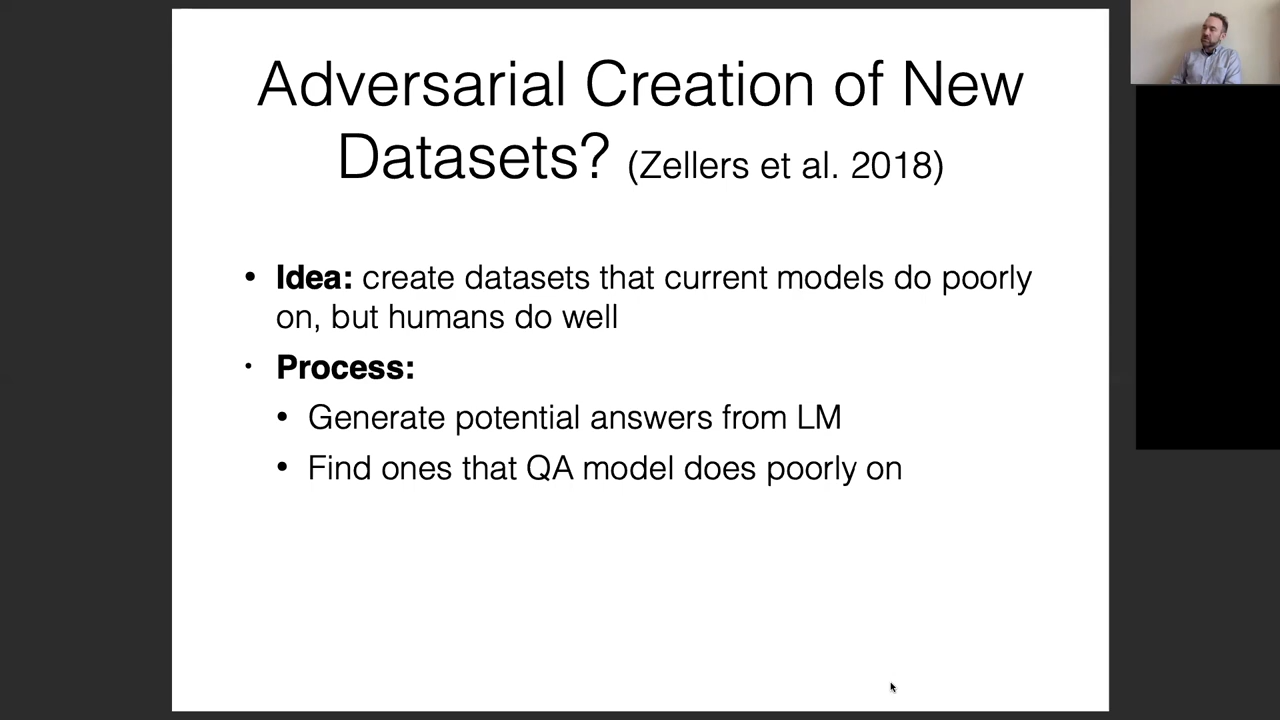 Adversarial Creation of New
Datasets? (Zellers et al. 2018)
• Idea: create datasets that current models do poorly
on, but humans do well
• Process:
• Generate potential answers from LM
• Find ones that QA model does poorly on